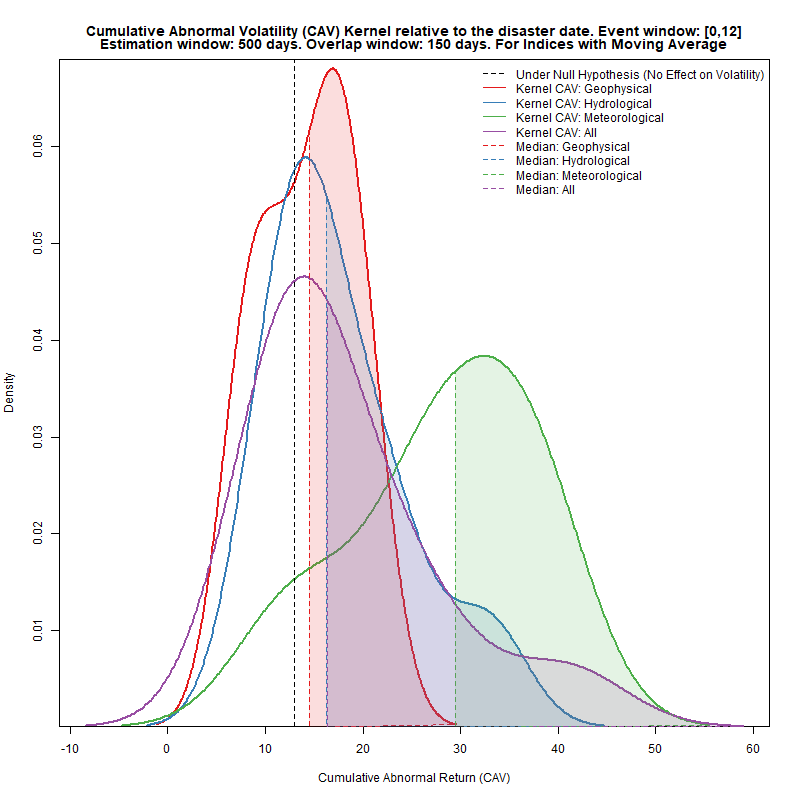 Cumulative Abnormal Volatility (CAV) Kernel relative to the disaster date. Event window: [0,12]
Estimation window: 500 days. Overlap window: 150 days. For Indices with Moving Average
Under Null Hypothesis (No Effect on Volatility)
Kernel CAV: Geophysical
Kernel CAV: Hydrological
Kernel CAV: Meteorological
Kernel CAV: All
Median: Geophysical
Median: Hydrological
Median: Meteorological
Median: All
0.06
0.05
0.04
0.03
0.02
0.01
Density
-10 0 10 20 30 40 50 60
Cumulative Abnormal Return (CAV)